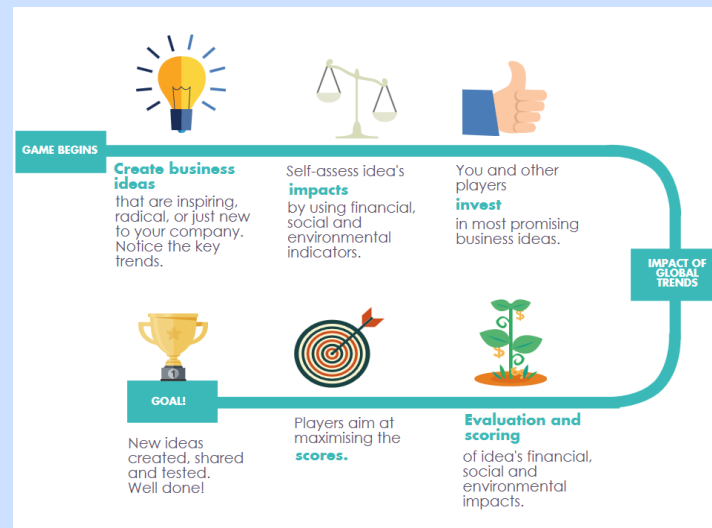 GAME BEGINS
Create business
ideas
that are inspiring,
radical, or just new
to your company.
Notice the key
trends.
Self-assess idea's
impacts
by using financial,
social and
environmental
indicators.
You and other
players
invest
in most promising
business ideas.
IMPACT OF
GLOBAL
TRENDS
Evaluation and
scoring
of idea's financial,
social and
environmental
impacts.
$
$
$
Players aim at
maximising the
scores.
1
GOAL!
New ideas
created, shared
and tested.
Well done!